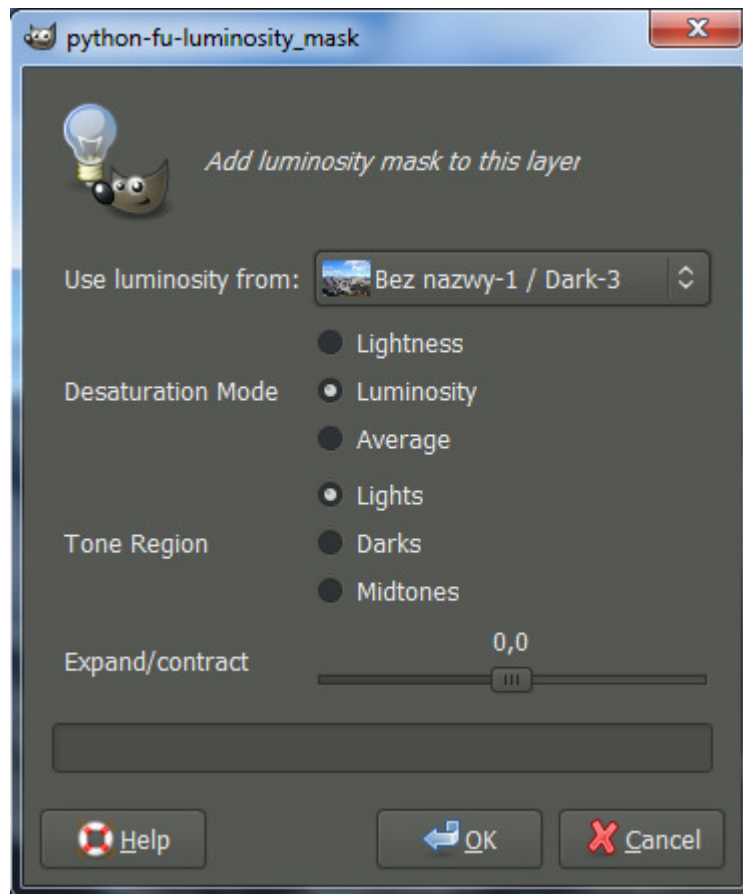 python-fu-luminosity_mask
Add luminosity mask to this layer
Use luminosity from: Bez nazwy-1 / Dark-3
Lightness
Desaturation Mode Luminosity
Average
Lights
Tone Region Darks
Midtones
0,0
Expand/contract
Help OK Cancel